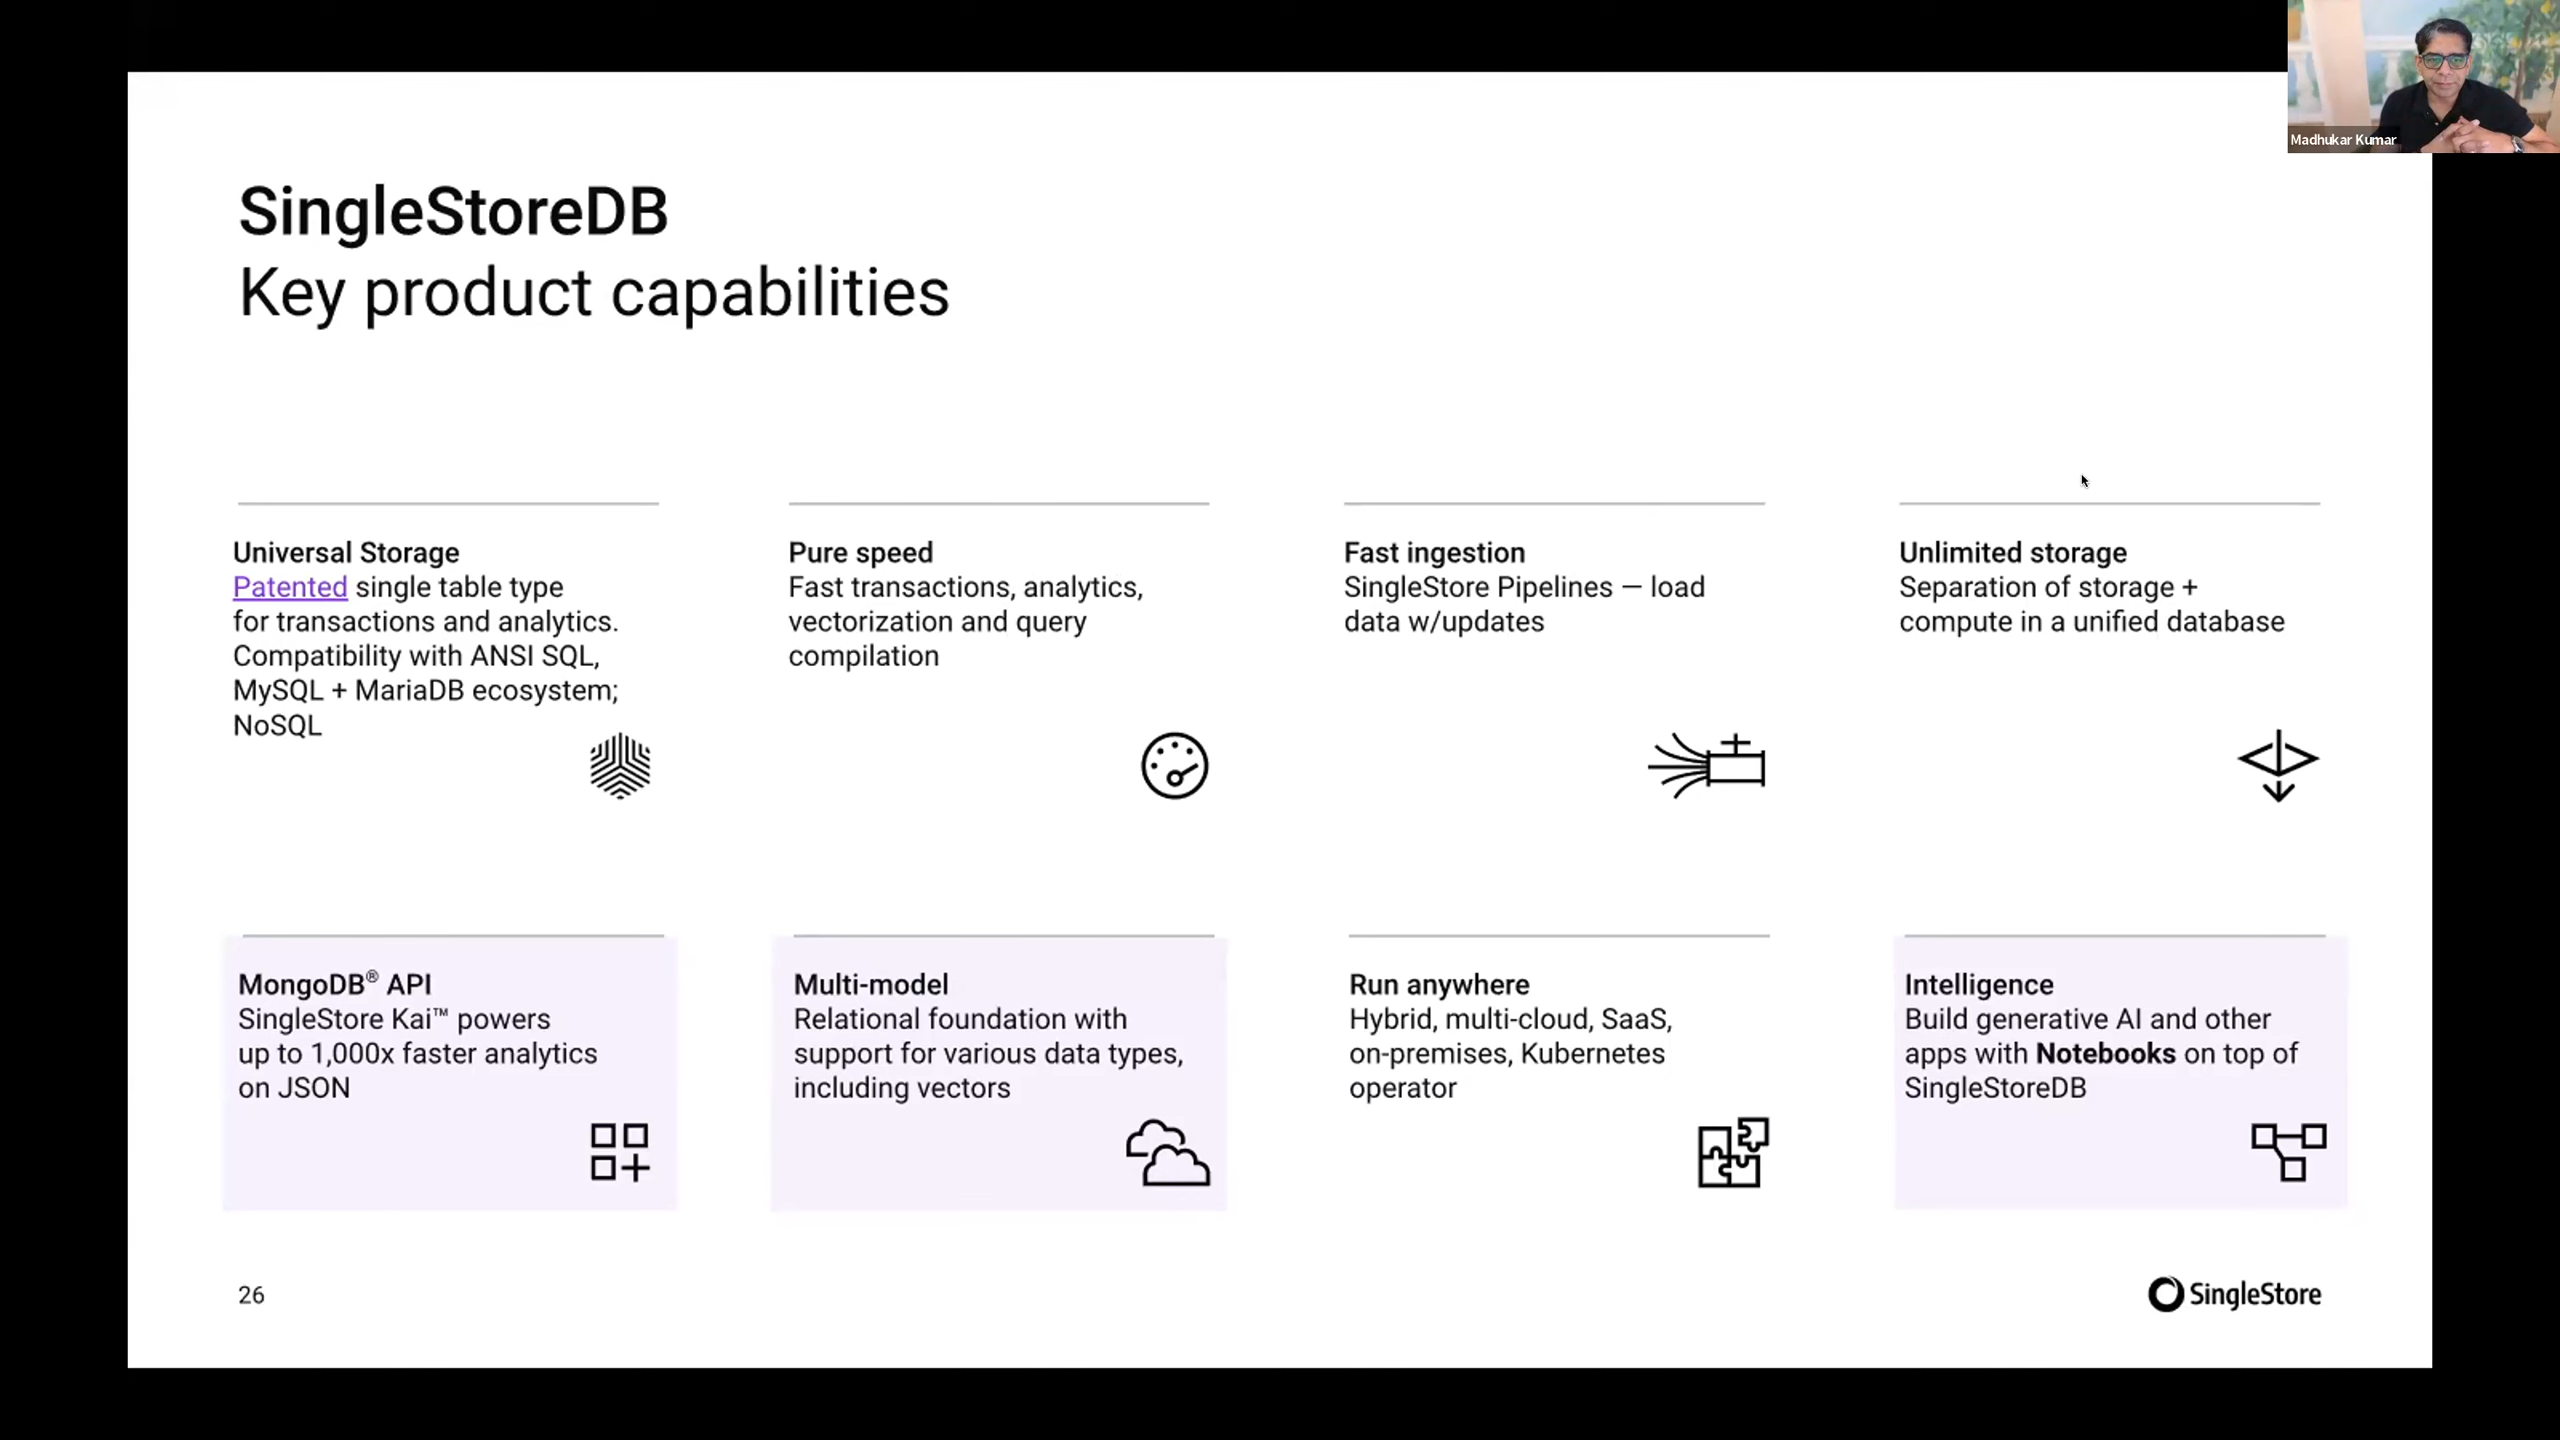 Madhukar Kumar
SingleStoreDB
Key product capabilities
Universal Storage
Patented single table type
for transactions and analytics.
Compatibility with ANSI SQL,
MySQL + MariaDB ecosystem;
NoSQL
Pure speed
Fast transactions, analytics,
vectorization and query
compilation
Fast ingestion
SingleStore Pipelines — load
data w/updates
Unlimited storage
Separation of storage +
compute in a unified database
MongoDB® API
SingleStore Kai™ powers
up to 1,000x faster analytics
on JSON
Multi-model
Relational foundation with
support for various data types,
including vectors
Run anywhere
Hybrid, multi-cloud, SaaS,
on-premises, Kubernetes
operator
Intelligence
Build generative AI and other
apps with Notebooks on top of
SingleStoreDB
26
SingleStore